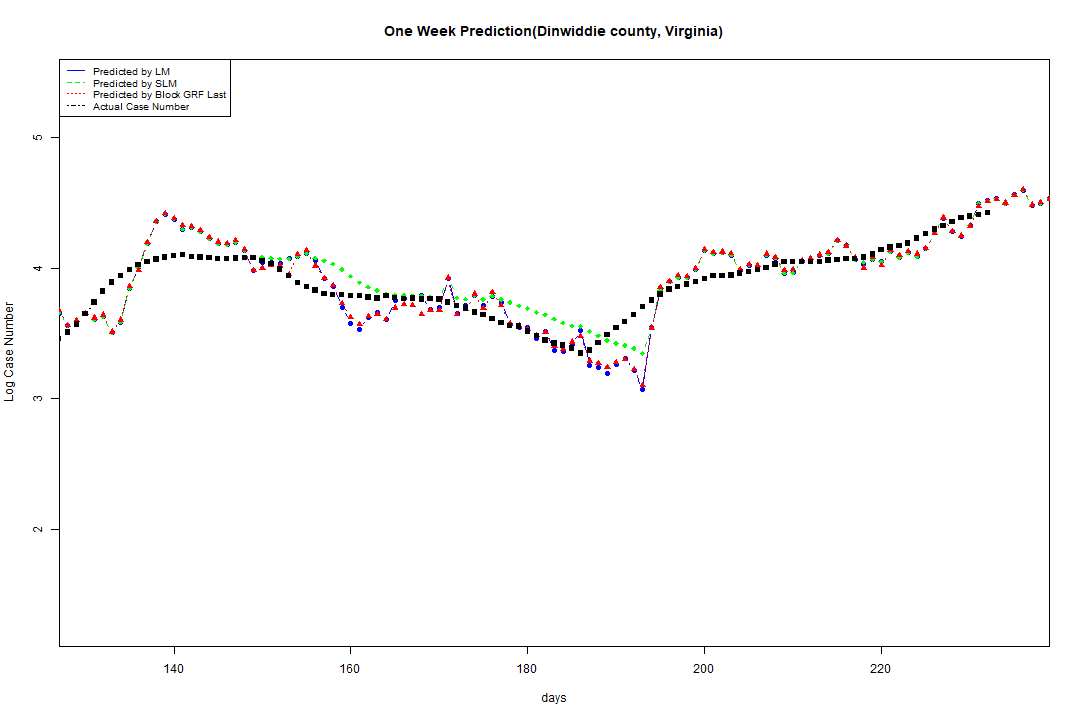 One Week Prediction(Dinwiddie county, Virginia)
Predicted by LM
Predicted by SLM
Predicted by Block GRF Last
Actual Case Number
5
4
3
2
Log Case Number
140 160 180 200 220
days